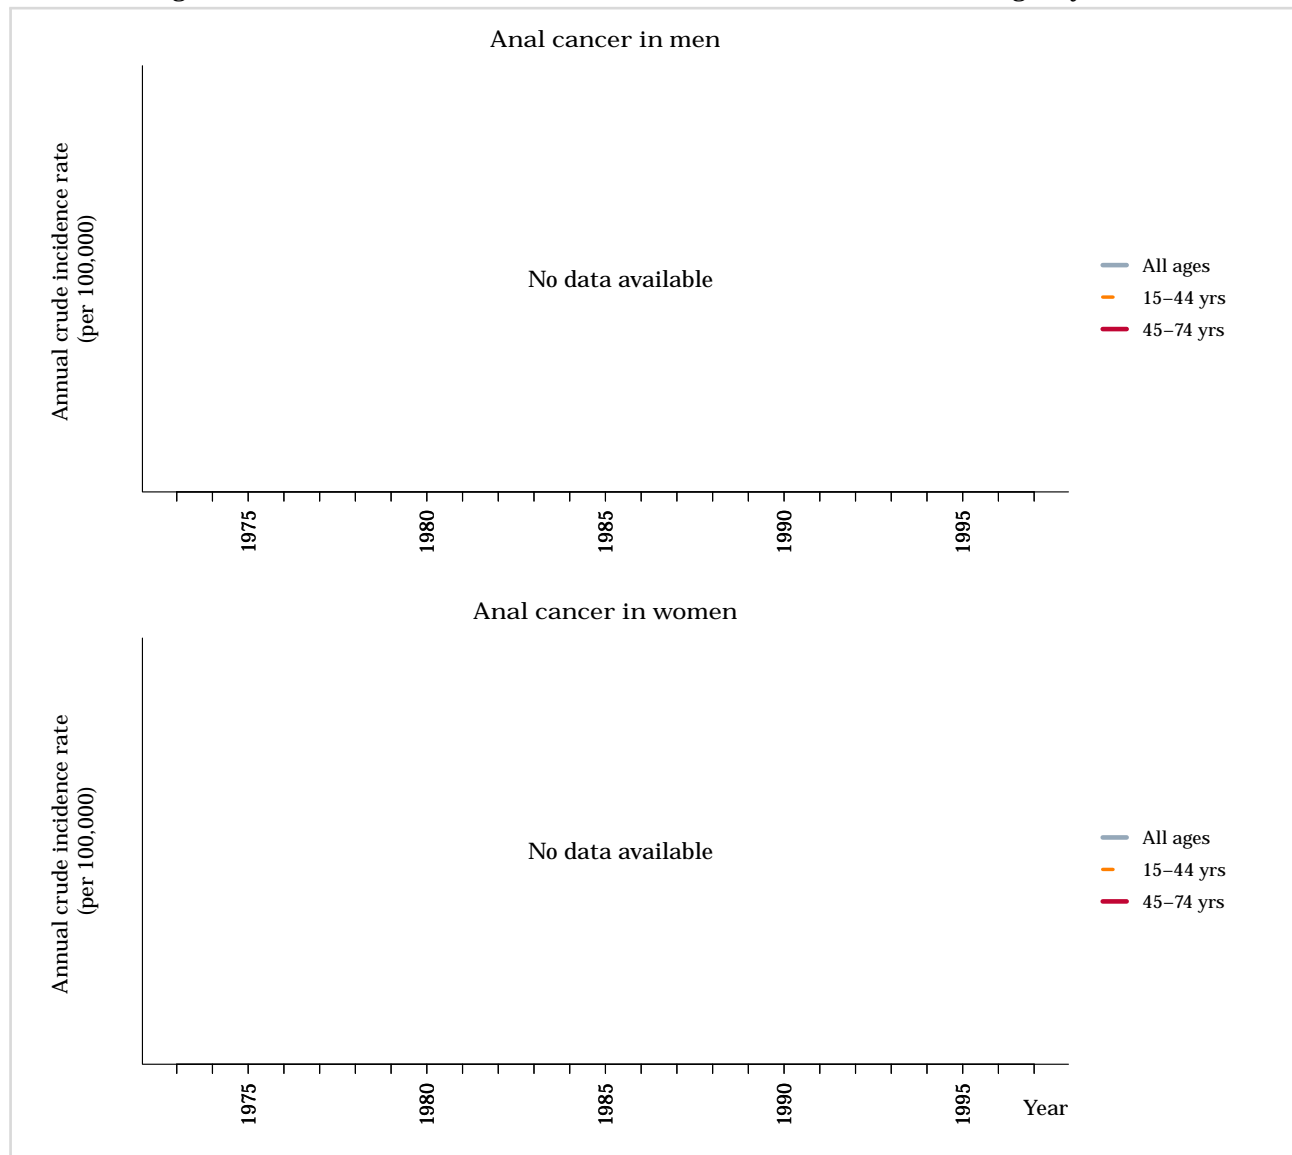 Anal cancer in men
Annual crude incidence rate
(per 100,000)
No data available
All ages
15–44 yrs
45–74 yrs
1975
1980
1985
1990
1995
Anal cancer in women
Annual crude incidence rate
(per 100,000)
No data available
All ages
15–44 yrs
45–74 yrs
1975
1980
1985
1990
1995
Year